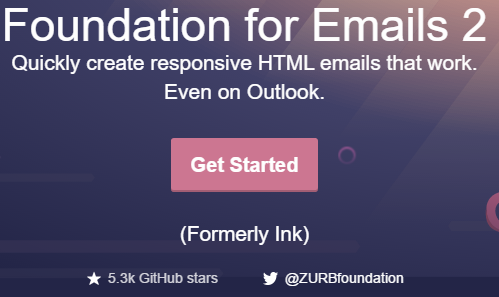 Foundation for Emails 2
Quickly create responsive HTML emails that work.
Even on Outlook.
Get Started
(Formerly Ink)
5.3k GitHub stars @ZURBfoundation